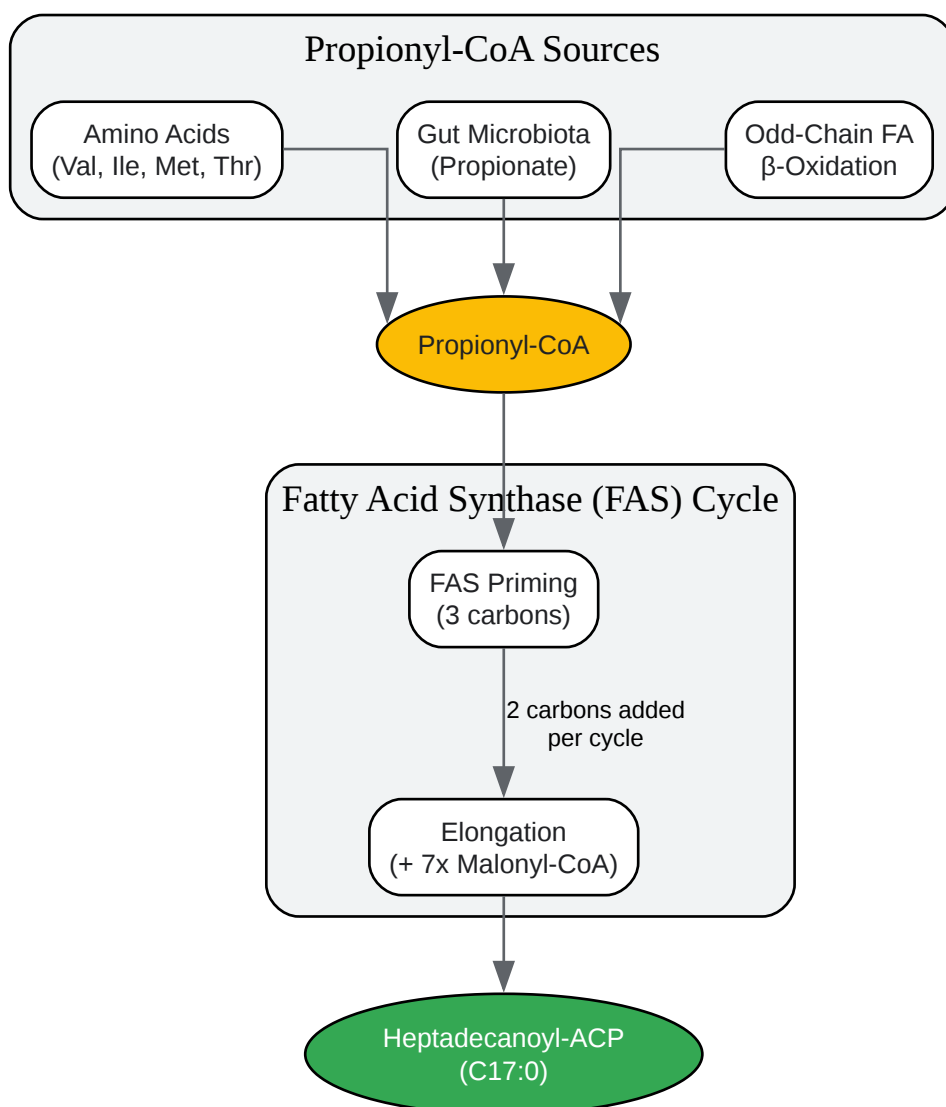 Propionyl-CoA Sources
Amino Acids
(Val, Ile, Met, Thr)
Gut Microbiota
(Propionate)
Odd-Chain FA
β-Oxidation
Propionyl-CoA
Fatty Acid Synthase (FAS) Cycle
FAS Priming
(3 carbons)
2 carbons added
per cycle
Elongation
(+ 7x Malonyl-CoA)
Heptadecanoyl-ACP
(C17:0)